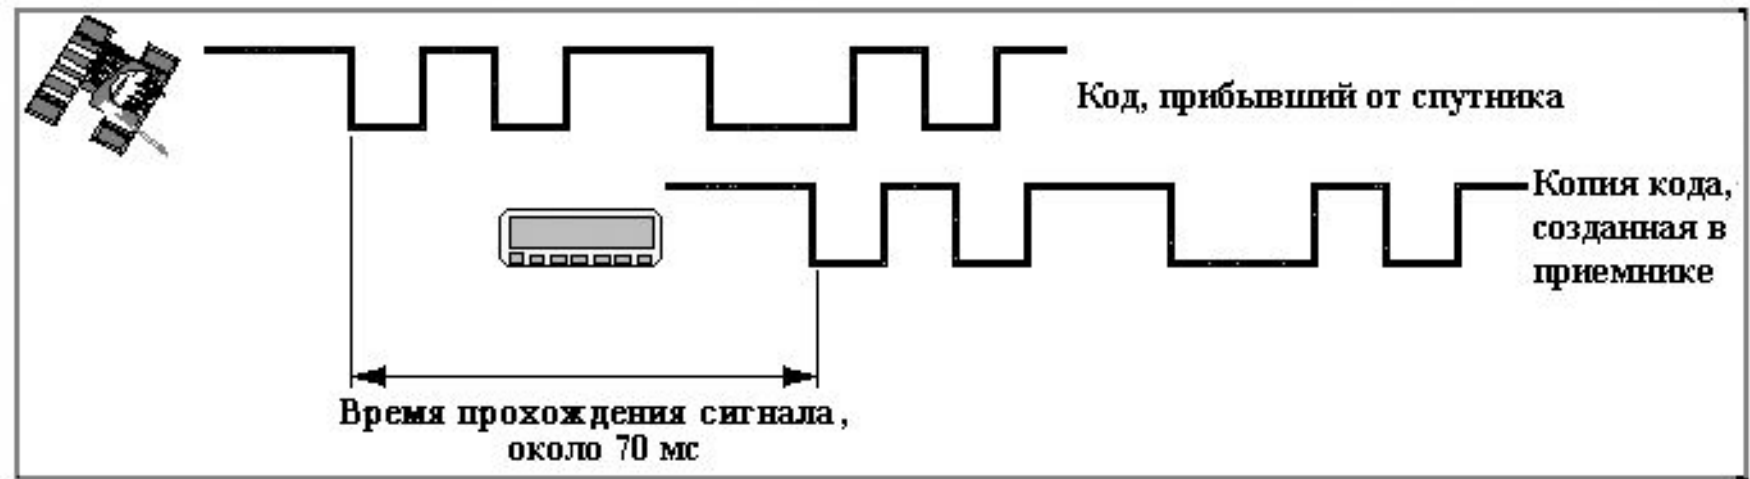 Код, прибывший от спутника
Копия кода,
созданная в
приемнике
Время прохождения сигнала,
около 70 мс